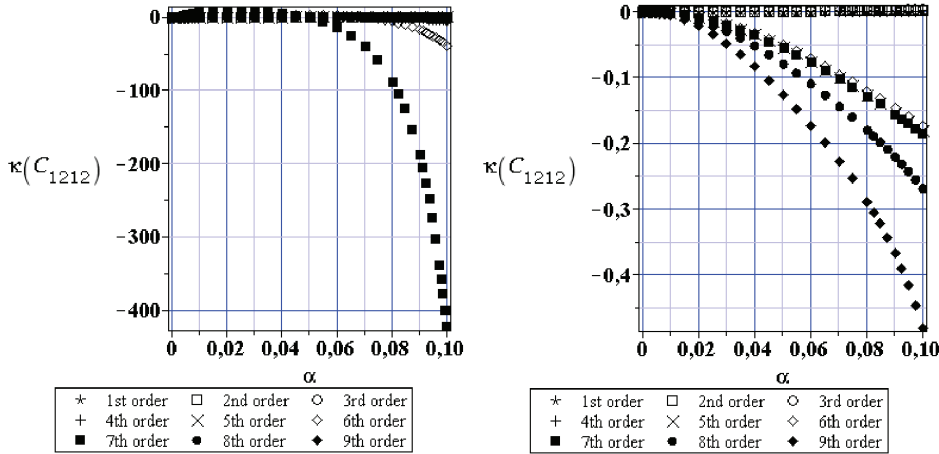 0
−100
−200
−300
−400
κ(C1212)
0 0,02 0,04 0,06 0,08 0,10
α
1st order 2nd order 3rd order
4th order 5th order 6th order
7th order 8th order 9th order
0
−0,1
−0,2
−0,3
−0,4
κ(C1212)
0 0,02 0,04 0,06 0,08 0,10
α
1st order 2nd order 3rd order
4th order 5th order 6th order
7th order 8th order 9th order